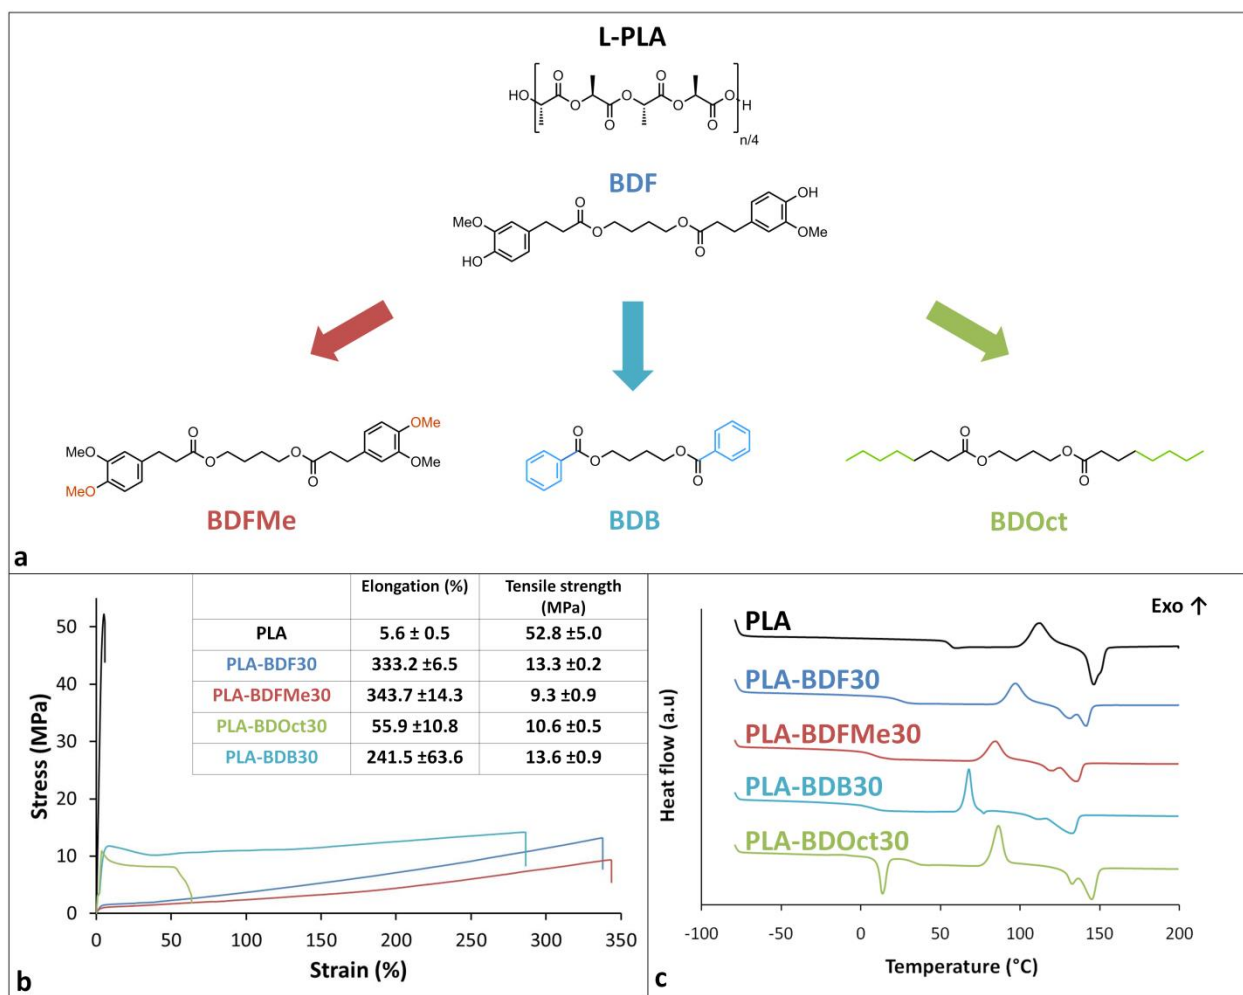 L-PLA
HO
O
O
O
O
O
O
O
O
H
n/4
BDF
MeO
HO
O
O
O
O
OH
OMe
MeO
MeO
O
O
O
O
OMe
OMe
BDFMe
O
O
O
O
BDB
O
O
O
O
BDOct
a
Elongation (%) Tensile strength (MPa)
PLA 5.6 ± 0.5 52.8 ±5.0
PLA-BDF30 333.2 ±6.5 13.3 ±0.2
PLA-BDFMe30 343.7 ±14.3 9.3 ±0.9
PLA-BDOct30 55.9 ±10.8 10.6 ±0.5
PLA-BDB30 241.5 ±63.6 13.6 ±0.9
Stress (MPa)
50
40
30
20
10
0
0 50 100 150 200 250 300 350
Strain (%)
b
Exo ↑
PLA
PLA-BDF30
PLA-BDFMe30
PLA-BDB30
PLA-BDOct30
Heat flow (a.u)
-100 -50 0 50 100 150 200
Temperature (°C)
c